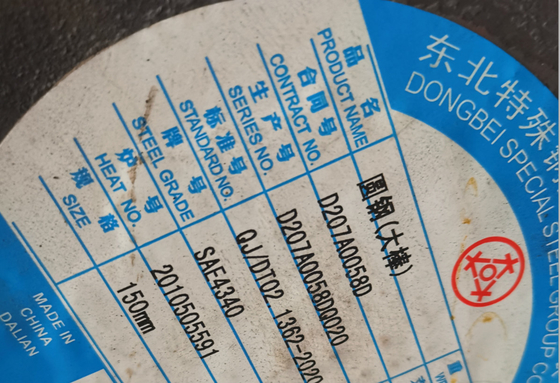 东北特殊
DONGBEI SPECIAL STEEL GROUP CO
品 名
PRODUCT NAME
圆钢(大棒)
合同号
CONTRACT NO.
D207A0058D
生产号
SERIES NO.
D207A0058DQ020
标准号
STANDARD NO.
QJ/DT02 1362-2020
牌 号
STEEL GRADE
SAE4340
炉 号
HEAT NO.
2010505591
规 格
SIZE
150mm
MADE IN
CHINA
DALIAN